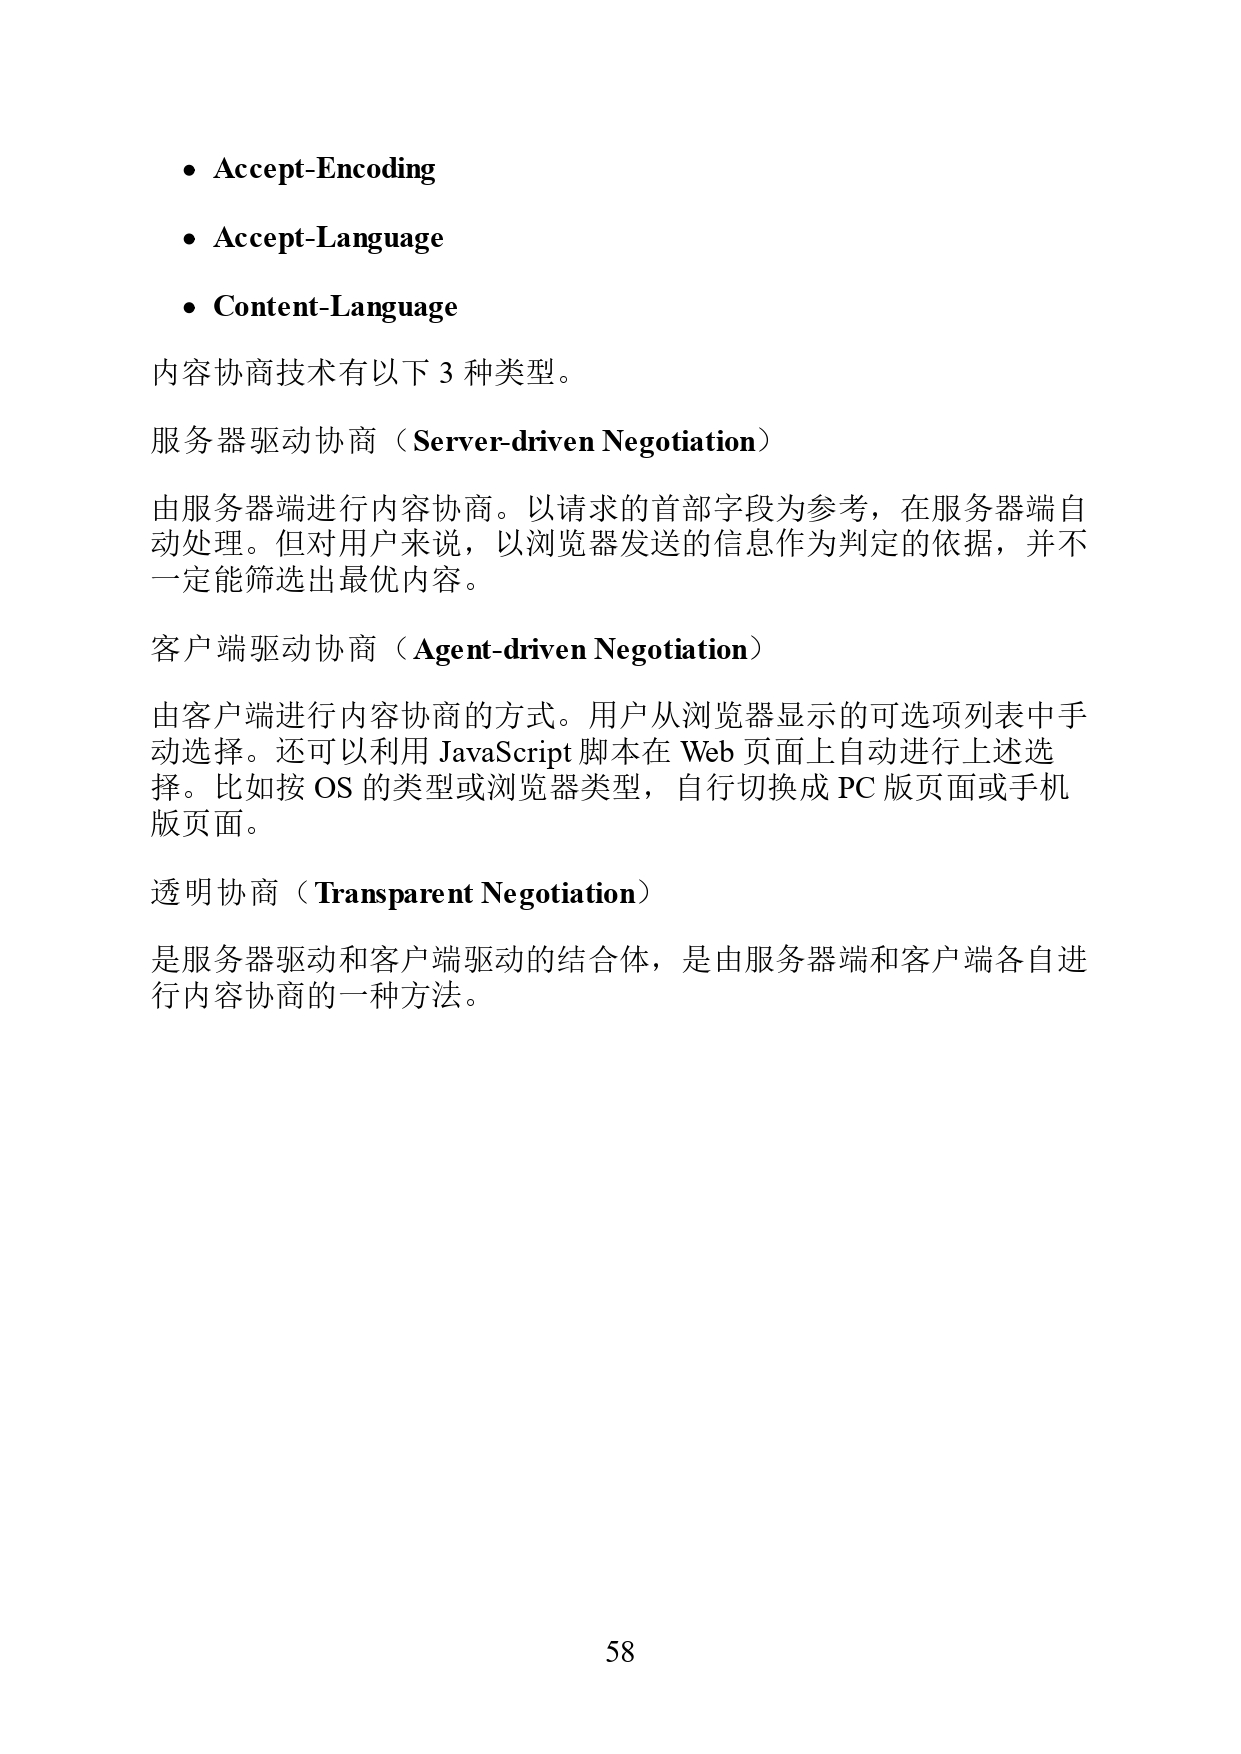 • Accept-Encoding
• Accept-Language
• Content-Language
内容协商技术有以下 3 种类型。
服务器驱动协商（Server-driven Negotiation）
由服务器端进行内容协商。以请求的首部字段为参考，在服务器端自
动处理。但对用户来说，以浏览器发送的信息作为判定的依据，并不
一定能筛选出最优内容。
客户端驱动协商（Agent-driven Negotiation）
由客户端进行内容协商的方式。用户从浏览器显示的可选项列表中手
动选择。还可以利用 JavaScript 脚本在 Web 页面上自动进行上述选
择。比如按 OS 的类型或浏览器类型，自行切换成 PC 版页面或手机
版页面。
透明协商（Transparent Negotiation）
是服务器驱动和客户端驱动的结合体，是由服务器端和客户端各自进
行内容协商的一种方法。
58